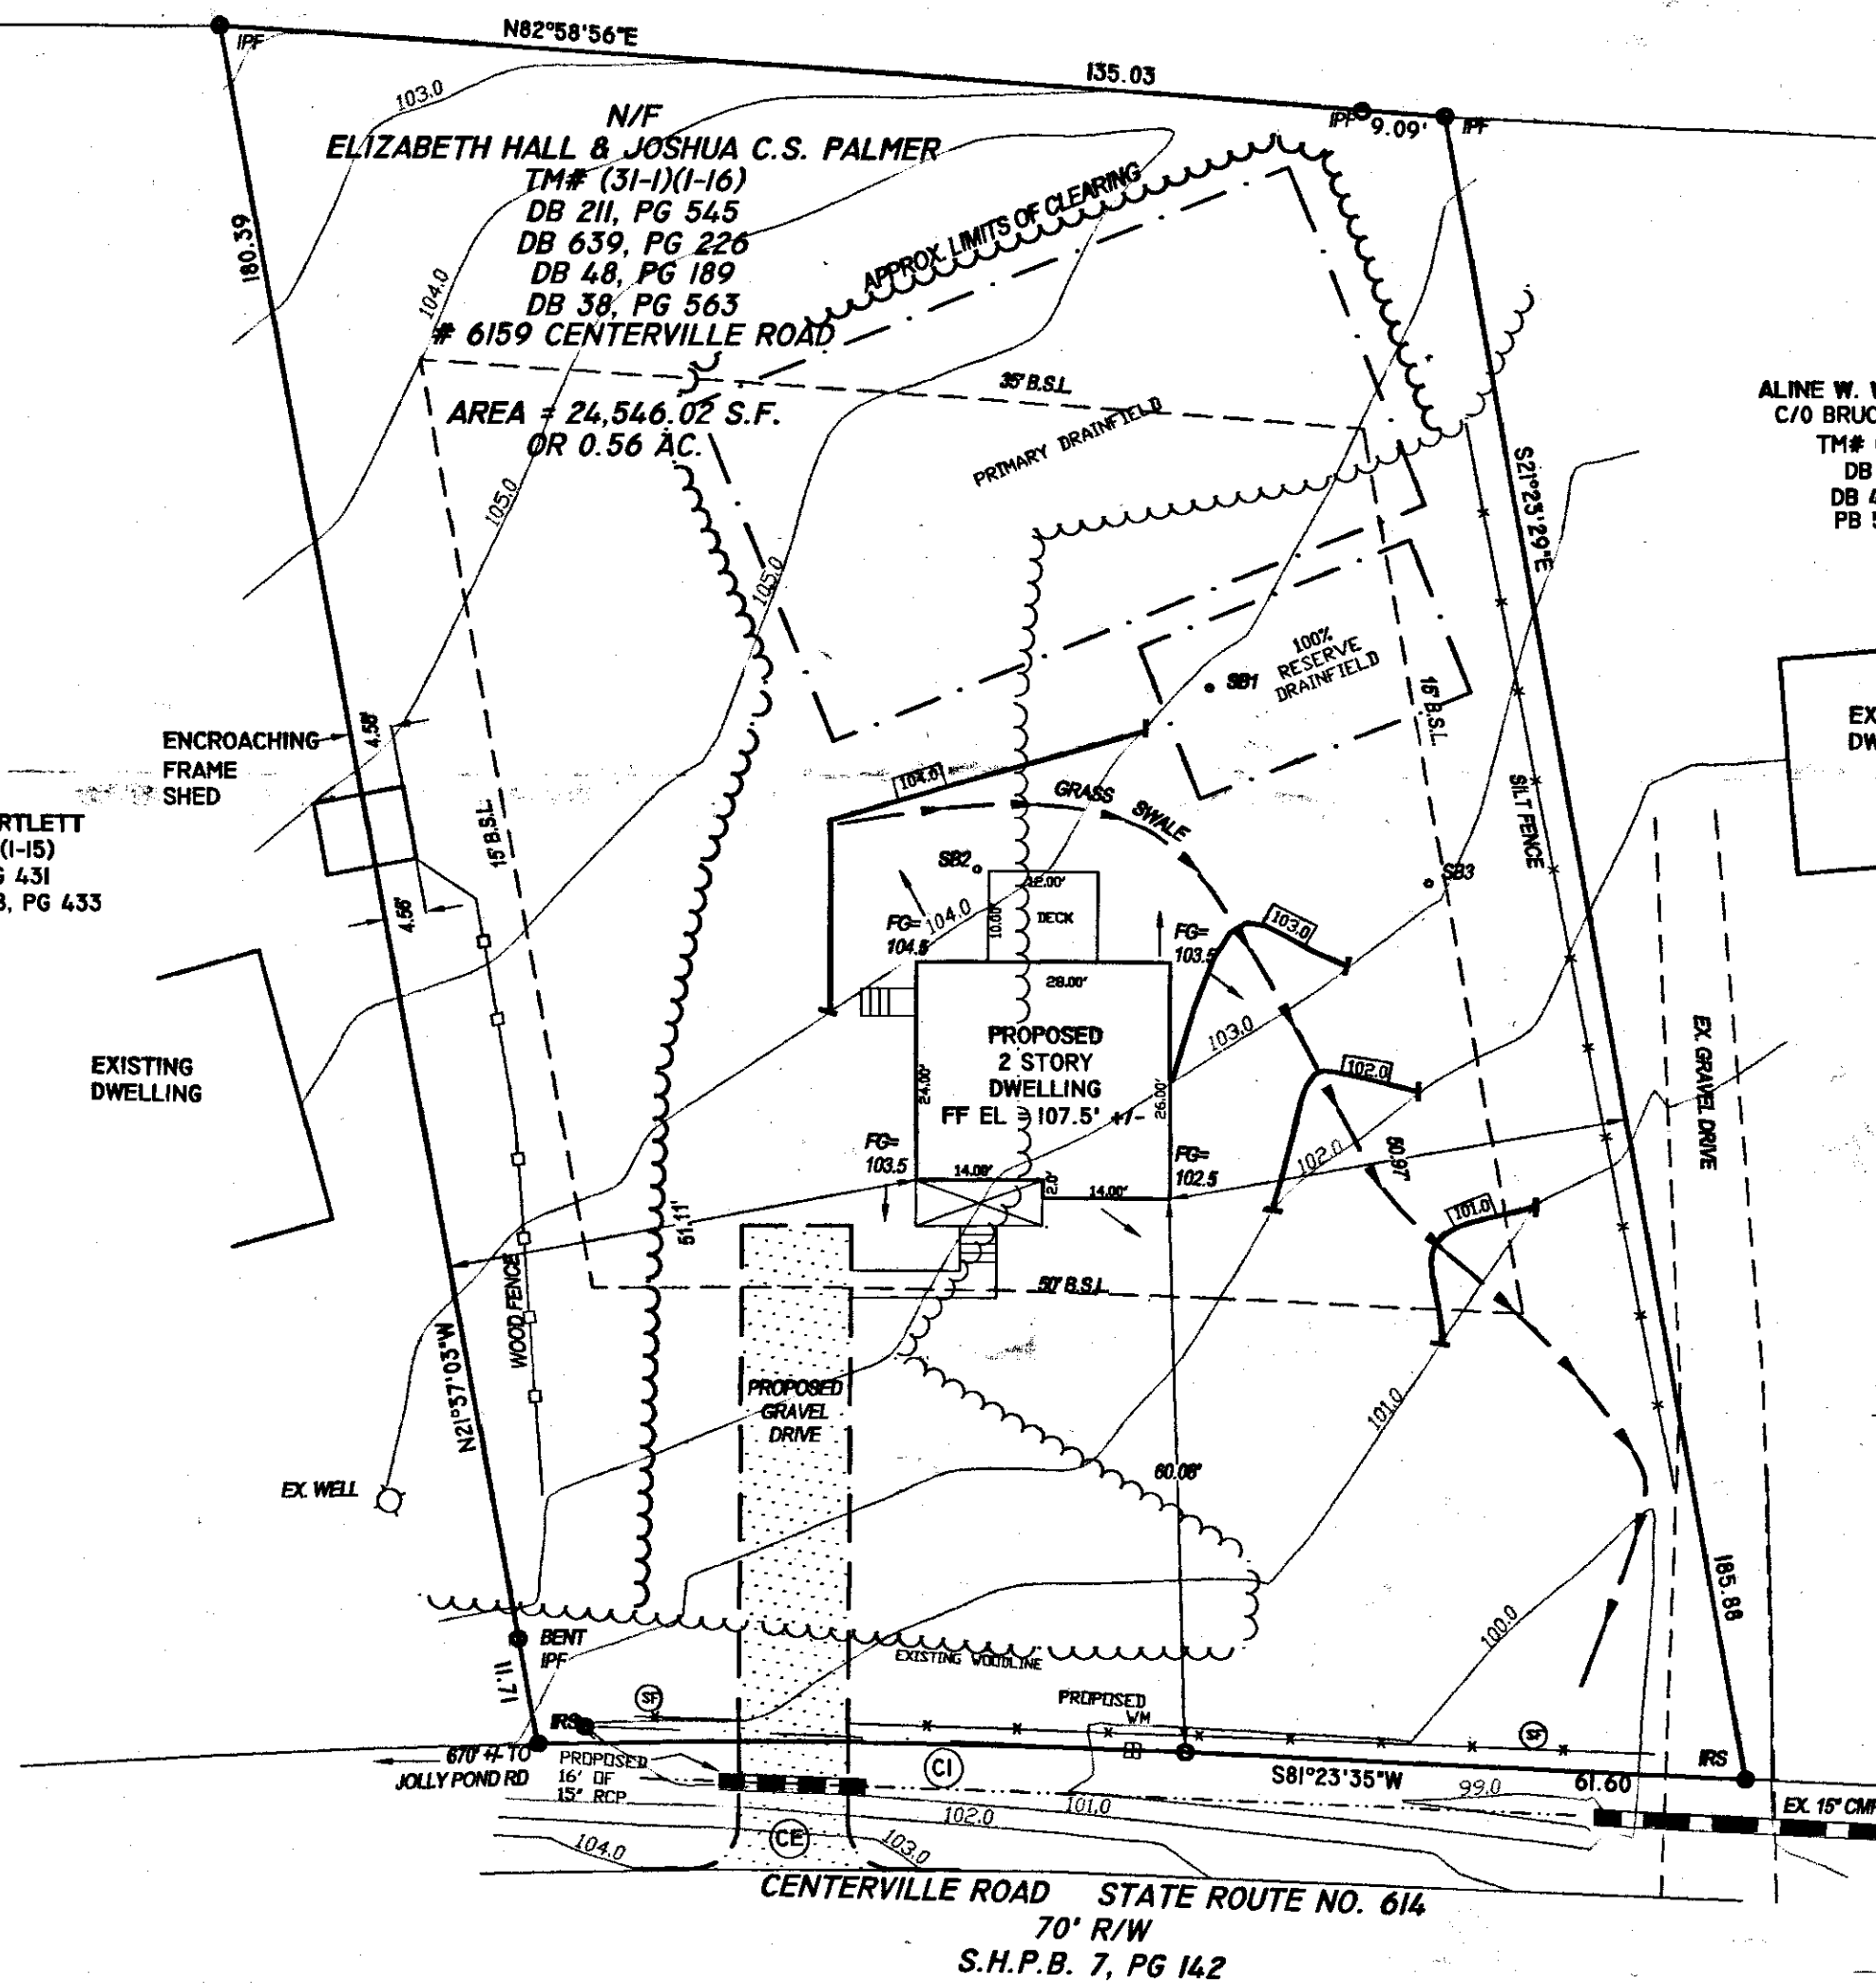 IPF
N82°58'56"E
135.03
IPF
9.09'
IPF
103.0
N/F
ELIZABETH HALL & JOSHUA C.S. PALMER
TM# (31-1)(1-16)
DB 211, PG 545
DB 639, PG 226
DB 48, PG 189
DB 38, PG 563
# 6159 CENTERVILLE ROAD
AREA = 24,546.02 S.F.
OR 0.56 AC.
180.39
104.0
APPROX. LIMITS OF CLEARING
35' B.S.L.
PRIMARY DRAINFIELD
105.0
105.0
S21°23'29"E
ALINE W.
C/O BRUC
TM#
DB
DB 4
PB 5
100%
RESERVE
DRAINFIELD
SB1
15' B.S.L.
ENCROACHING
FRAME
SHED
4.58'
4.56'
15' B.S.L.
RTLETT
(1-15)
G 431
8, PG 433
104.0
GRASS SWALE
SILT FENCE
EX
DW
SB2
SB3
12.00'
10.00'
DECK
FG=
104.5
104.0
FG=
103.5
103.0
28.00'
PROPOSED
2 STORY
DWELLING
FF EL = 107.5' +/-
24.00'
26.00'
103.0
102.0
EX. GRAVEL DRIVE
EXISTING
DWELLING
FG=
103.5
14.00'
2.0'
14.00'
FG=
102.5
102.0
50.97'
101.0
51.11'
WOOD FENCE
50' B.S.L.
N21°37'03"W
PROPOSED
GRAVEL
DRIVE
101.0
60.08'
EX. WELL
185.88
100.0
BENT
IPF
11.71
EXISTING WOODLINE
SF
IRS
PROPOSED
WM
SF
IRS
670' +/- TO
JOLLY POND RD
PROPOSED
16' OF
15" RCP
C1
S81°23'35"W
61.60
99.0
101.0
102.0
EX. 15" CMP
104.0
CE
103.0
CENTERVILLE ROAD STATE ROUTE NO. 614
70' R/W
S.H.P.B. 7, PG 142